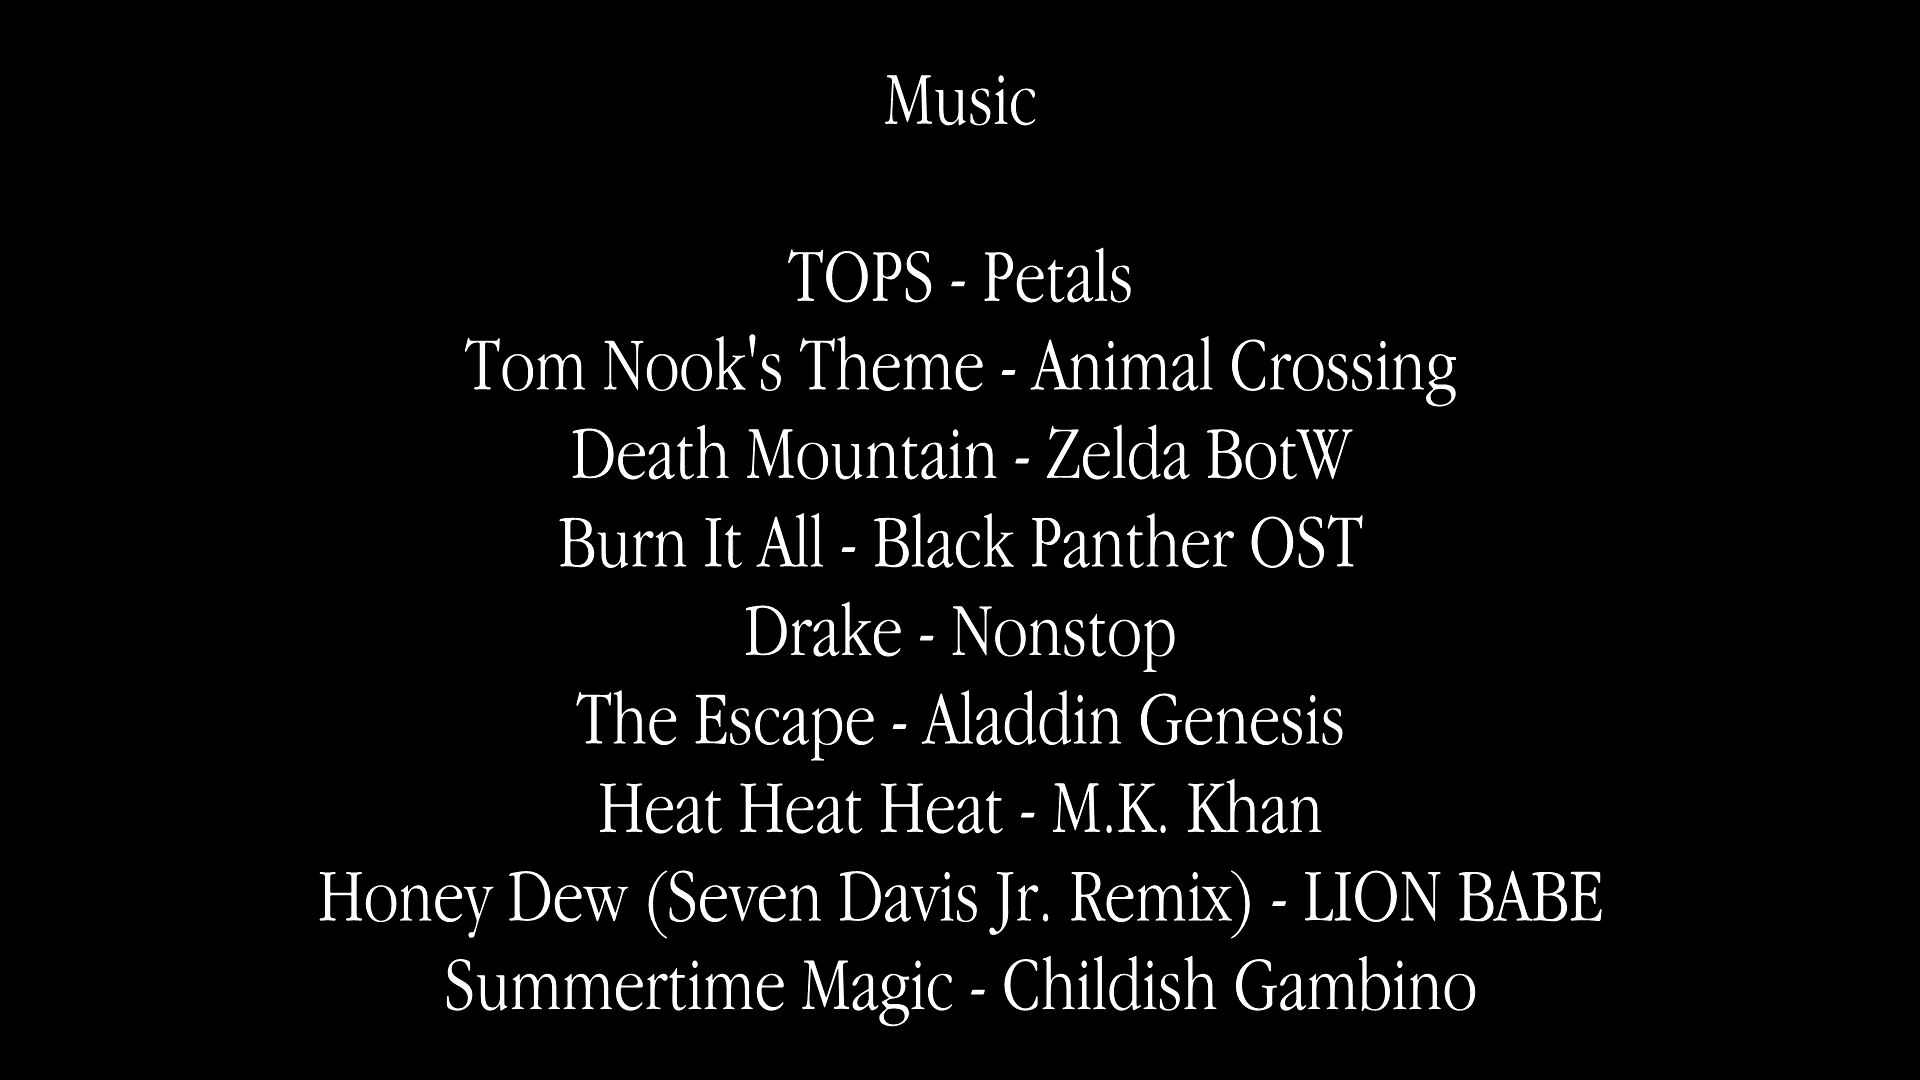 Music
TOPS - Petals
Tom Nook's Theme - Animal Crossing
Death Mountain - Zelda BotW
Burn It All - Black Panther OST
Drake - Nonstop
The Escape - Aladdin Genesis
Heat Heat Heat - M.K. Khan
Honey Dew (Seven Davis Jr. Remix) - LION BABE
Summertime Magic - Childish Gambino